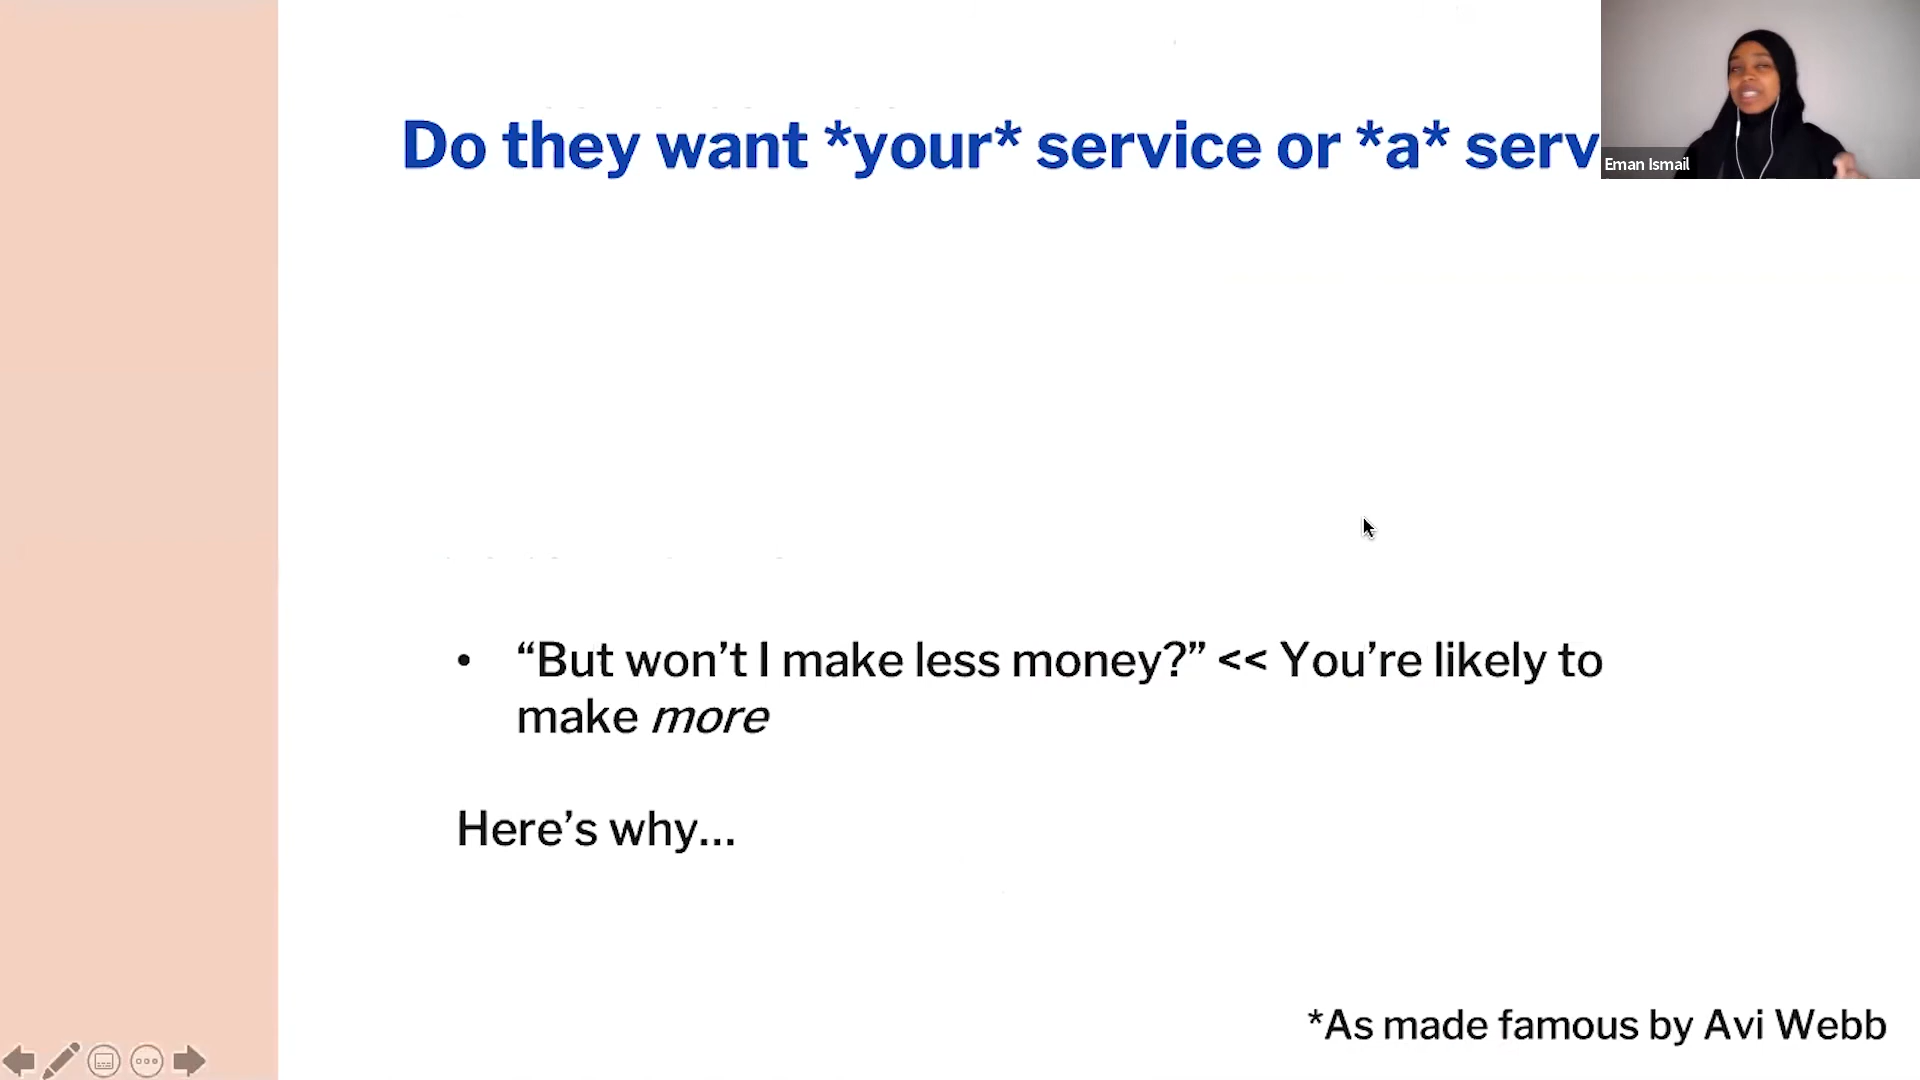 Do they want *your* service or *a* serv
Eman Ismail
• “But won’t I make less money?” << You’re likely to
make more
Here’s why...
*As made famous by Avi Webb